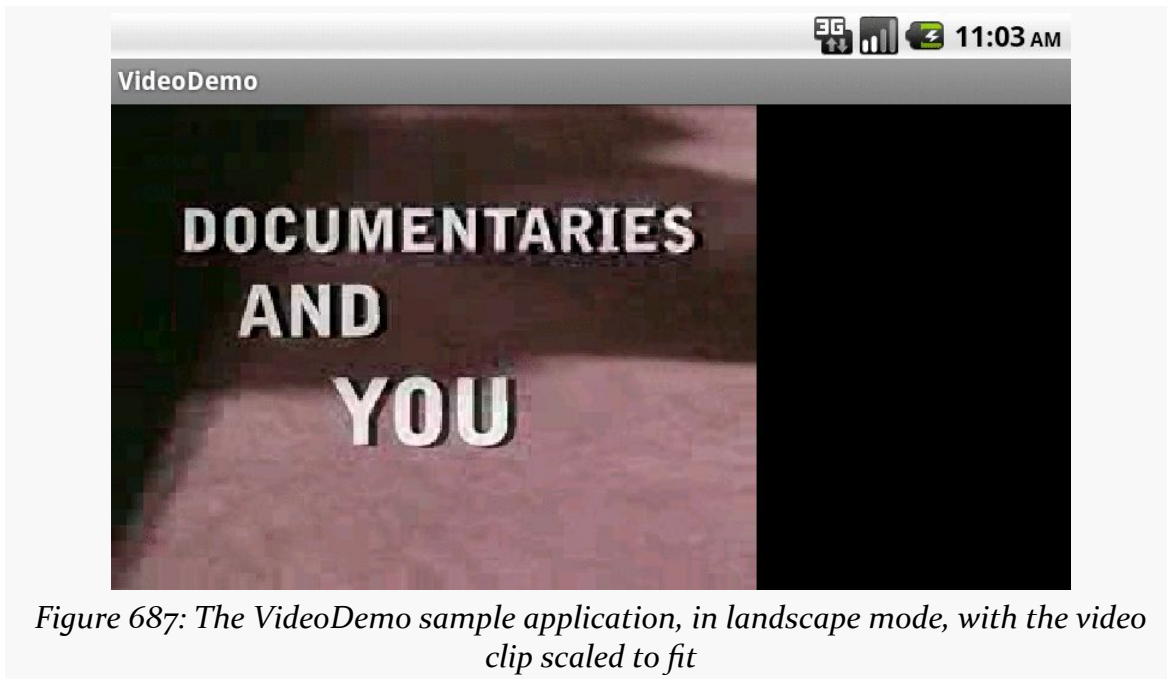 3G 11:03 AM
VideoDemo
DOCUMENTARIES
AND
YOU
Figure 687: The VideoDemo sample application, in landscape mode, with the video
clip scaled to fit